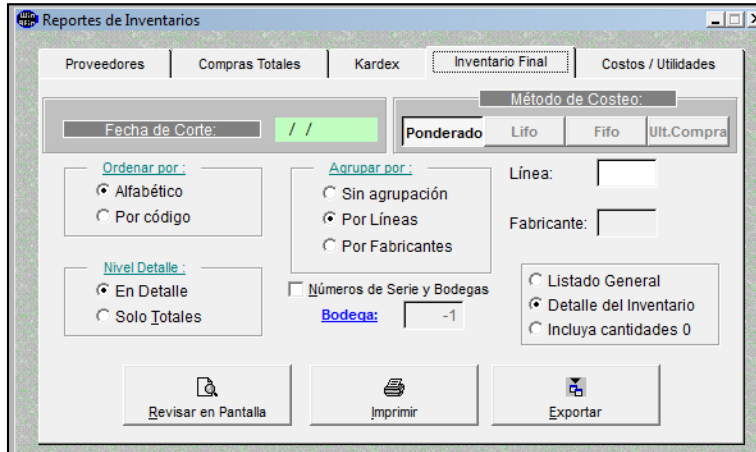 Reportes de Inventarios
Proveedores
Compras Totales
Kardex
Inventario Final
Costos / Utilidades
Fecha de Corte:
/ /
Método de Costeo:
Ponderado
Lifo
Fifo
Ult.Compra
Ordenar por :
Alfabético
Por código
Agrupar por :
Sin agrupación
Por Líneas
Por Fabricantes
Línea:
Fabricante:
Nivel Detalle :
En Detalle
Solo Totales
Números de Serie y Bodegas
Bodega:
-1
Listado General
Detalle del Inventario
Incluya cantidades 0
Revisar en Pantalla
Imprimir
Exportar